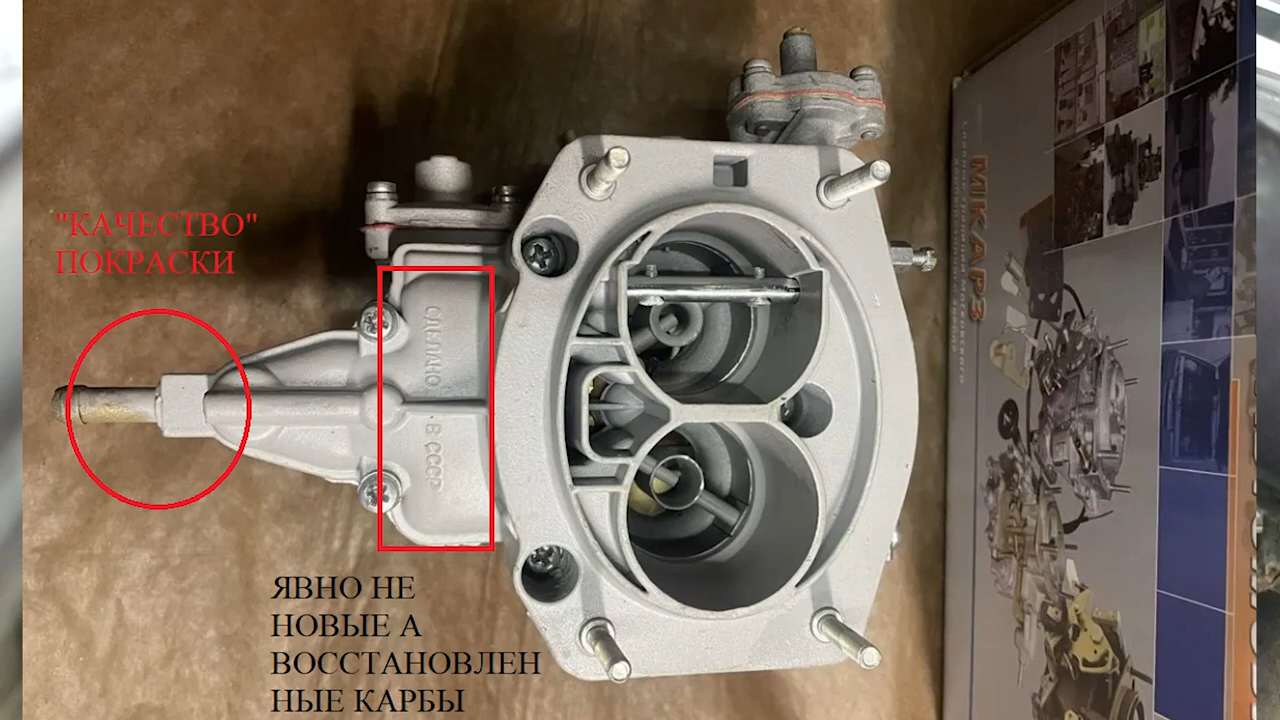 "КАЧЕСТВО"
ПОКРАСКИ
СДЕЛАНО В СССР
МКАРЗ
ЯВНО НЕ
НОВЫЕ А
ВОССТАНОВЛЕН
НЫЕ КАРБЫ